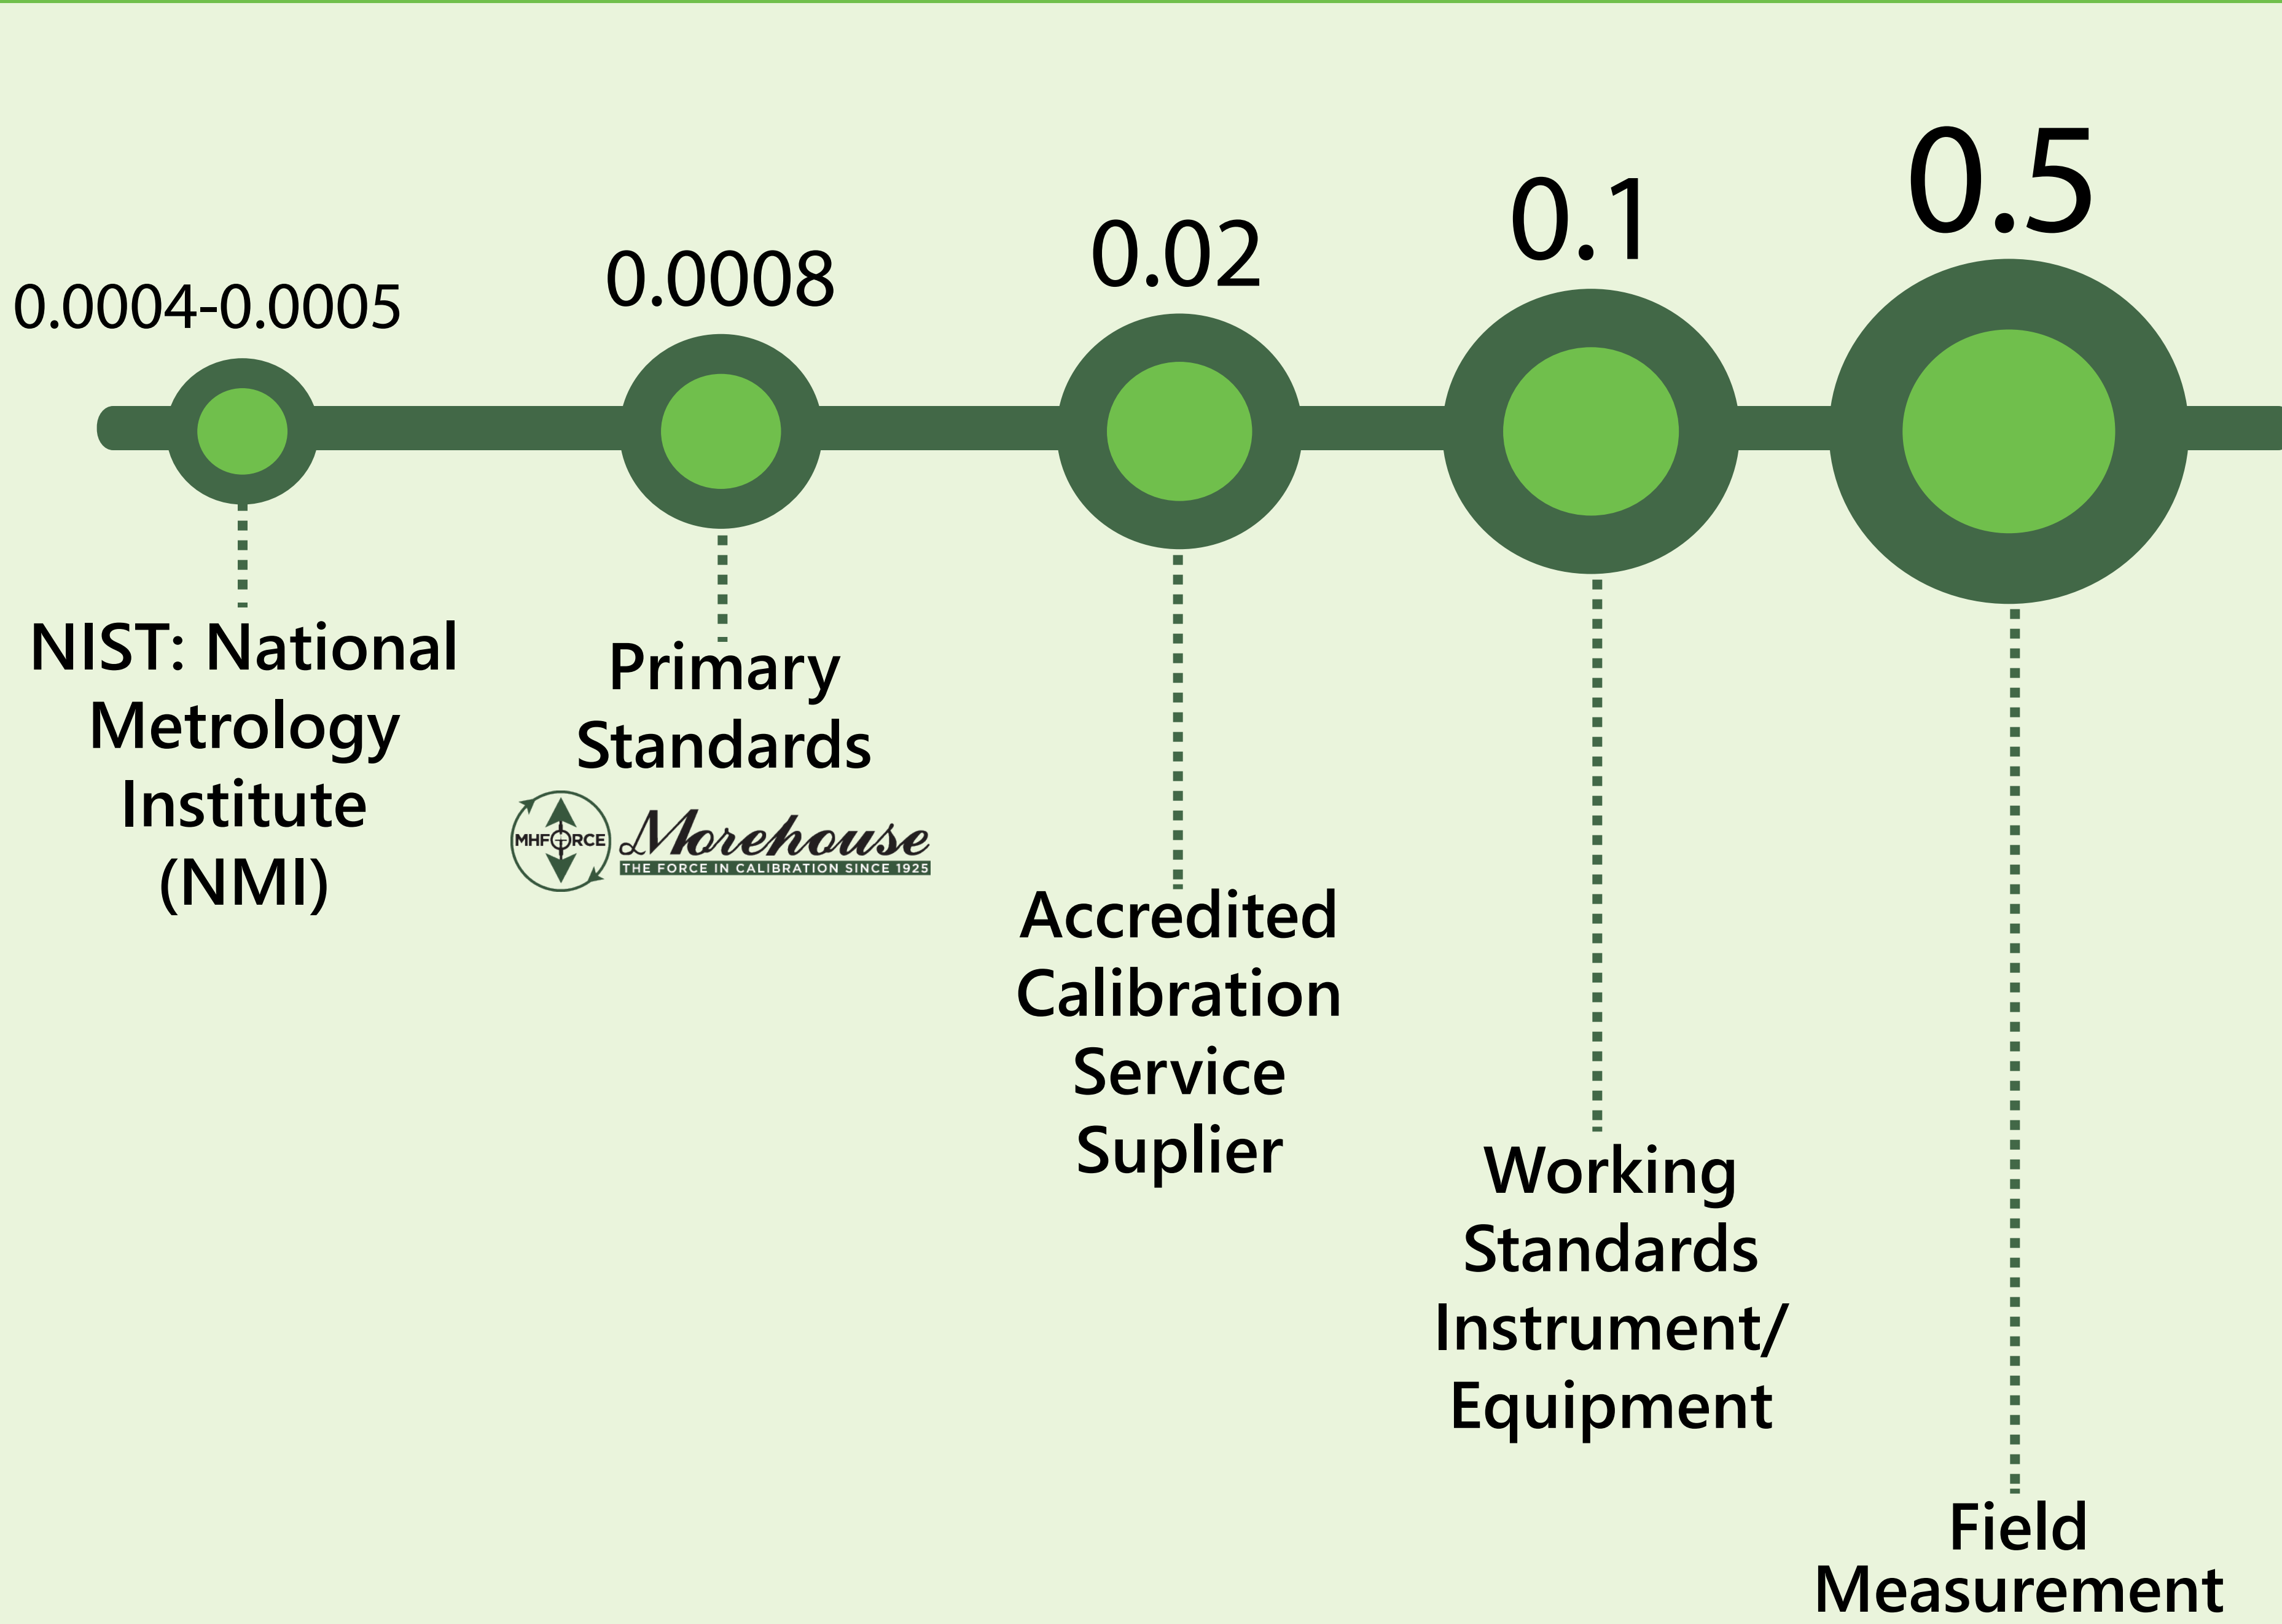 0.0004-0.0005
0.0008
0.02
0.1
0.5
NIST: National
Metrology
Institute
(NMI)
Primary
Standards
MHFORCE
Morehouse
THE FORCE IN CALIBRATION SINCE 1925
Accredited
Calibration
Service
Suplier
Working
Standards
Instrument/
Equipment
Field
Measurement